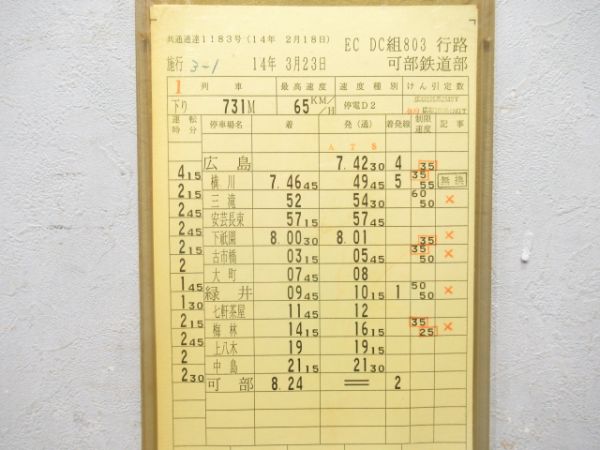 共通通達1183号(14年 2月18日)
EC DC組803 行路
施行 3-1 14年 3月23日 可部鉄道部
1 列車 最高速度 速度種別 けん引定数
下り 731M 65KM/H 停電D2
運転時分 停車場名 着 発(通) 着発線 制限速度 記事
ATS
広島 7.42 30 4 35
4 15 横川 7.46 45 49 45 5 35 55 無換
2 15 三滝 52 54 30 60 50 ×
2 45 安芸長束 57 15 57 45
2 45 下祇園 8.00 30 8.01 35 ×
2 15 古市橋 03 15 05 45 35 50 ×
2 大町 07 45 08
1 45 緑井 09 45 10 15 1 50 50 ×
1 30 七軒茶屋 11 45 12
2 15 梅林 14 15 16 15 35 25 ×
2 45 上八木 19 19 15
2 中島 21 15 21 30
2 30 可部 8.24 2